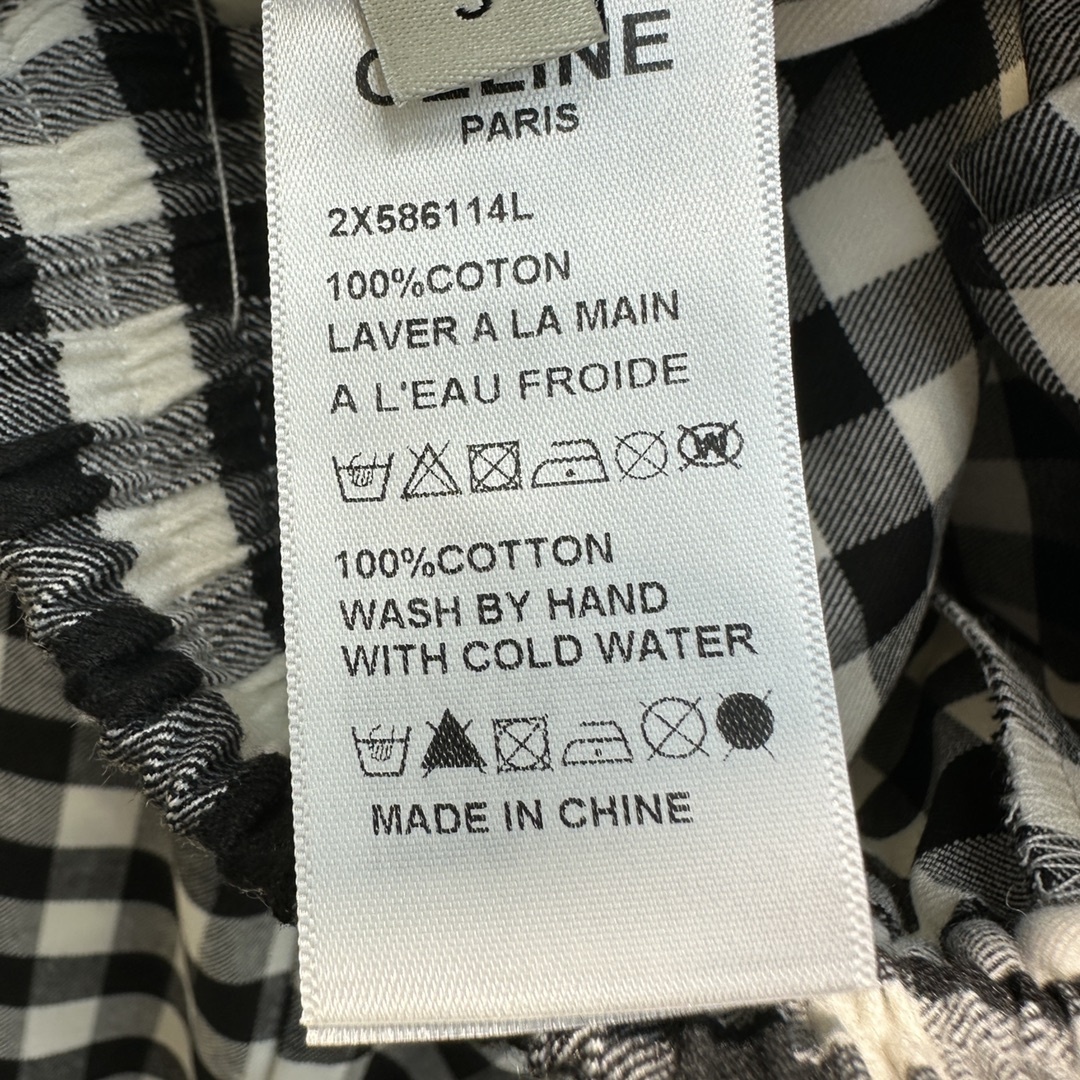 CELINE
PARIS
2X586114L
100%COTON
LAVER A LA MAIN
A L'EAU FROIDE
W
100%COTTON
WASH BY HAND
WITH COLD WATER
MADE IN CHINE